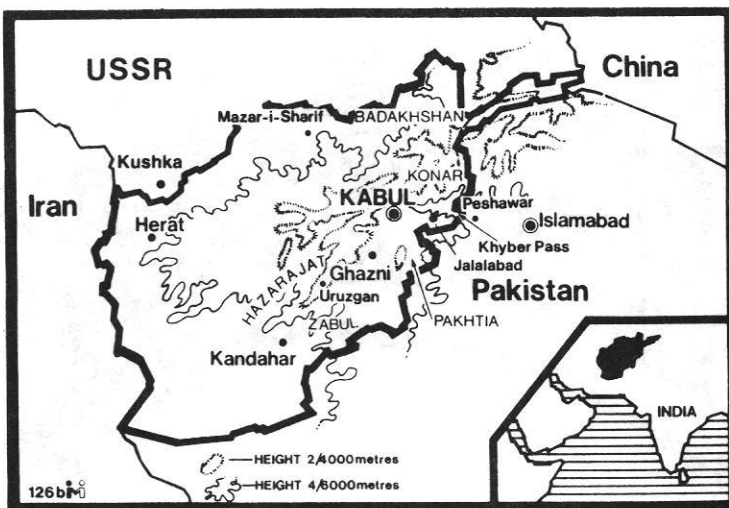 USSR
China
Mazar-i-Sharif
BADAKHSHAN
Kushka
KONAR
Iran
KABUL
Peshawar
Herat
Islamabad
Khyber Pass
HAZARAJAT
Ghazni
Jalalabad
Uruzgan
Pakistan
ZABUL
PAKHTIA
Kandahar
INDIA
HEIGHT 2/4000metres
HEIGHT 4/6000metres